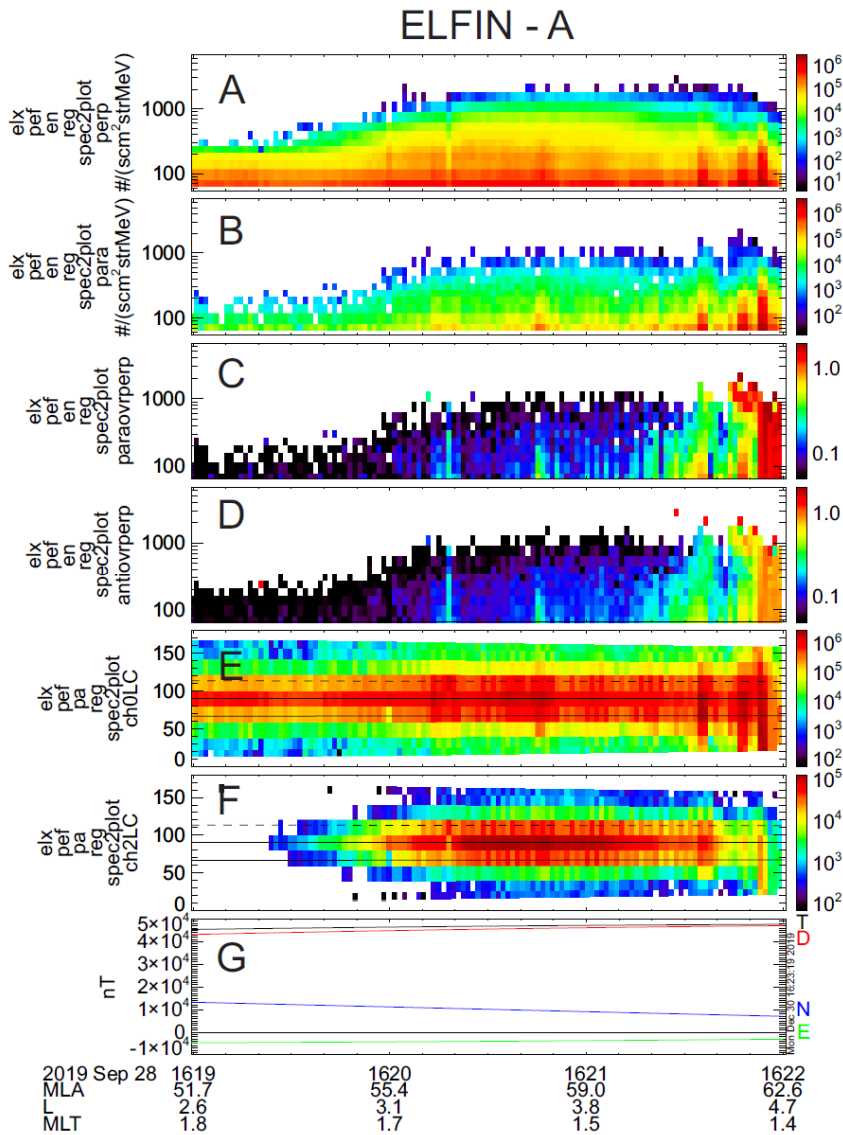 ELFIN - A
A
elx
pef
en
reg
spec2plot
perp
#/(scm²strMeV)
1000
100
10⁶
10⁵
10⁴
10³
10²
10¹
B
elx
pef
en
reg
spec2plot
para
#/(scm²strMeV)
1000
100
10⁶
10⁵
10⁴
10³
10²
C
elx
pef
en
reg
spec2plot
paraovrperp
1000
100
1.0
0.1
D
elx
pef
en
reg
spec2plot
antiovrperp
1000
100
1.0
0.1
E
elx
pef
pa
reg
spec2plot
ch0LC
150
100
50
0
10⁶
10⁵
10⁴
10³
10²
F
elx
pef
pa
reg
spec2plot
ch2LC
150
100
50
0
10⁵
10⁴
10³
10²
G
nT
5×10⁴
4×10⁴
3×10⁴
2×10⁴
1×10⁴
0
-1×10⁴
T
D
N
E
Mon Dec 30 16:23:19 2019
2019 Sep 28 1619 1620 1621 1622
MLA 51.7 55.4 59.0 62.6
L 2.6 3.1 3.8 4.7
MLT 1.8 1.7 1.5 1.4